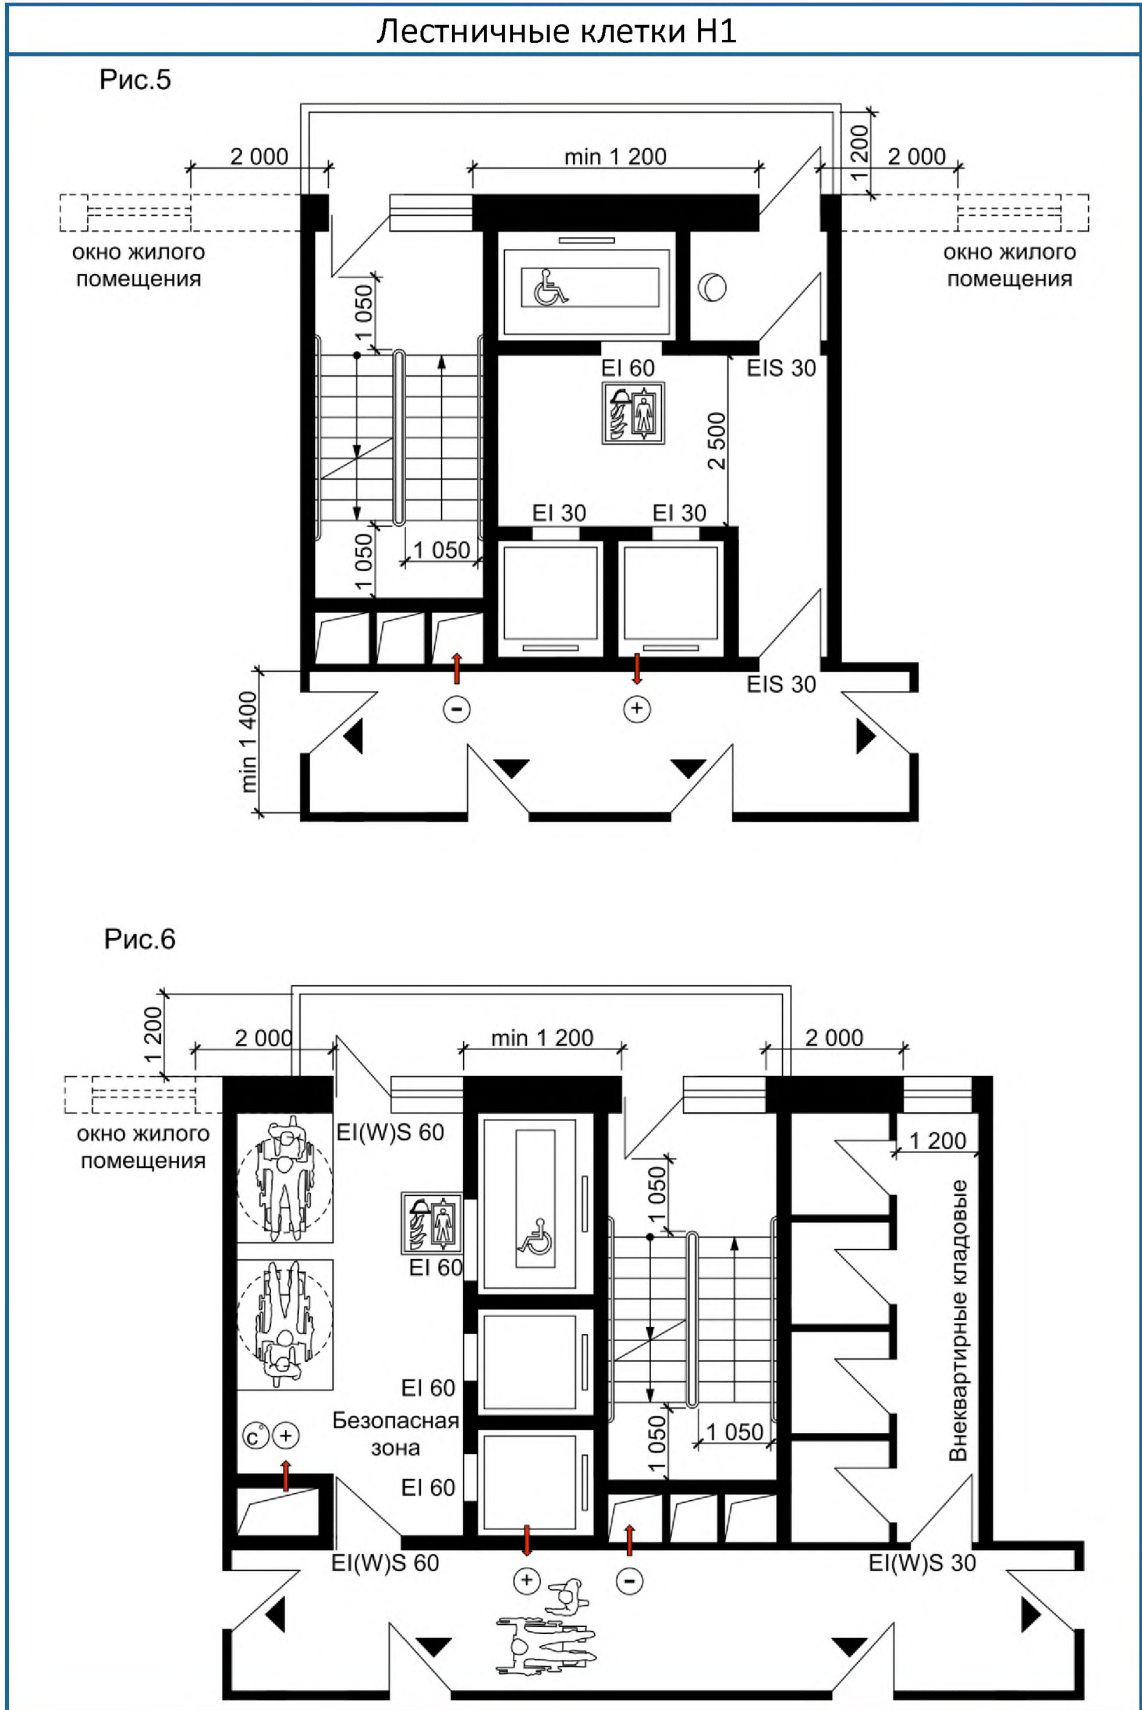 Лестничные клетки Н1
Рис.5
2 000
min 1 200
1 200
2 000
окно жилого
помещения
окно жилого
помещения
1 050
EI 60
EIS 30
2 500
EI 30
EI 30
1 050
1 050
EIS 30
min 1 400
-
+
Рис.6
1 200
2 000
min 1 200
2 000
окно жилого
помещения
EI(W)S 60
1 200
1 050
EI 60
Внеквартирные кладовые
EI 60
Безопасная
зона
c°
+
1 050
1 050
EI 60
EI(W)S 60
EI(W)S 30
+
-